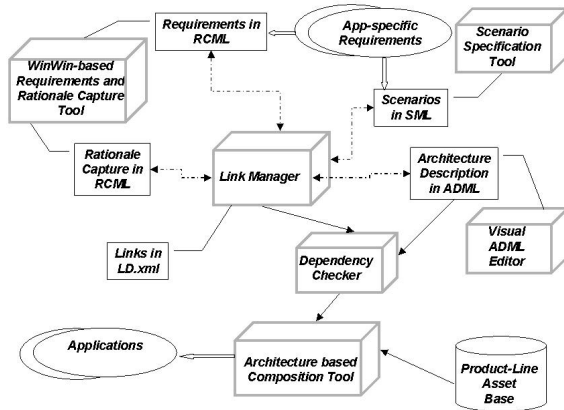 Requirements in
RCML
App-specific
Requirements
Scenario
Specification
Tool
WinWin-based
Requirements and
Rationale Capture
Tool
Scenarios
in SML
Rationale
Capture in
RCML
Link Manager
Architecture
Description
in ADML
Links in
LD.xml
Dependency
Checker
Visual
ADML
Editor
Applications
Architecture based
Composition Tool
Product-Line
Asset
Base